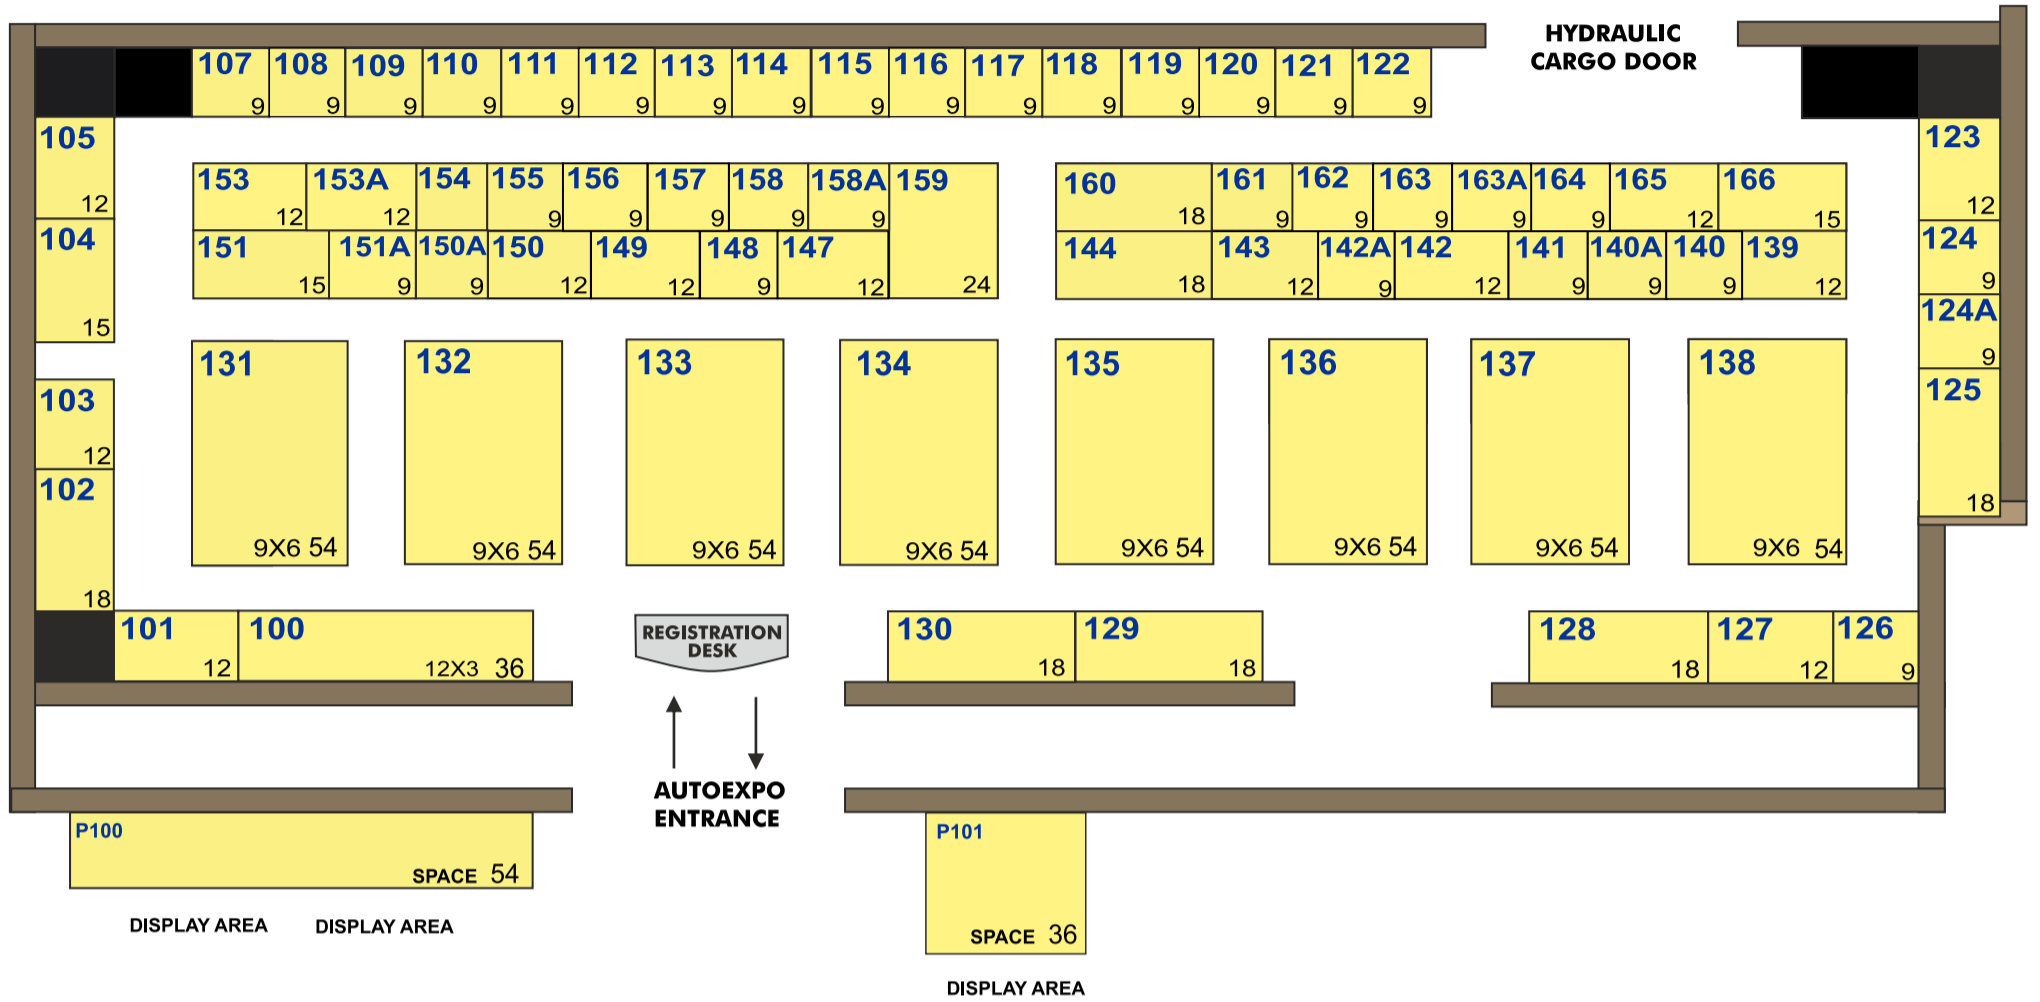 HYDRAULIC
CARGO DOOR
107 108 109 110 111 112 113 114 115 116 117 118 119 120 121 122
9 9 9 9 9 9 9 9 9 9 9 9 9 9 9 9
105
12
104
15
103
12
102
18
153 153A 154 155 156 157 158 158A 159
12 12 9 9 9 9 9
151 151A 150A 150 149 148 147
15 9 9 12 12 9 12 24
160 161 162 163 163A 164 165 166
18 9 9 9 9 9 12 15
144 143 142A 142 141 140A 140 139
18 12 9 12 9 9 9 12
123
12
124
9
124A
9
125
18
131 132 133 134 135 136 137 138
9X6 54 9X6 54 9X6 54 9X6 54 9X6 54 9X6 54 9X6 54 9X6 54
101 100
12 12X3 36
REGISTRATION
DESK
130 129
18 18
128 127 126
18 12 9
AUTOEXPO
ENTRANCE
P100
SPACE 54
DISPLAY AREA DISPLAY AREA
P101
SPACE 36
DISPLAY AREA